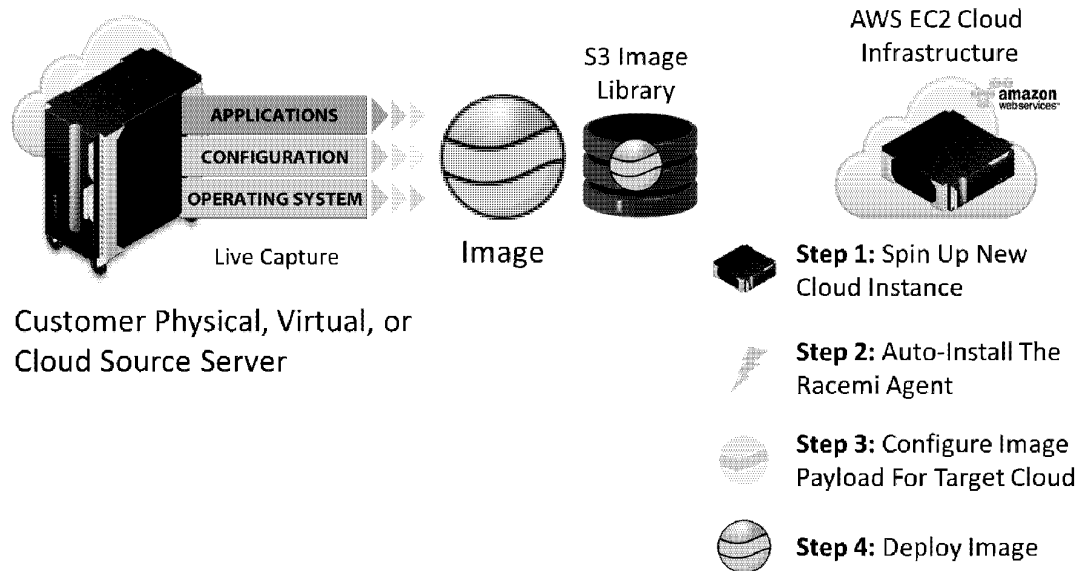 AWS EC2 Cloud
Infrastructure
S3 Image
Library
amazon
webservices™
APPLICATIONS
CONFIGURATION
OPERATING SYSTEM
Live Capture
Image
Customer Physical, Virtual, or
Cloud Source Server
Step 1: Spin Up New
Cloud Instance
Step 2: Auto-Install The
Racemi Agent
Step 3: Configure Image
Payload For Target Cloud
Step 4: Deploy Image